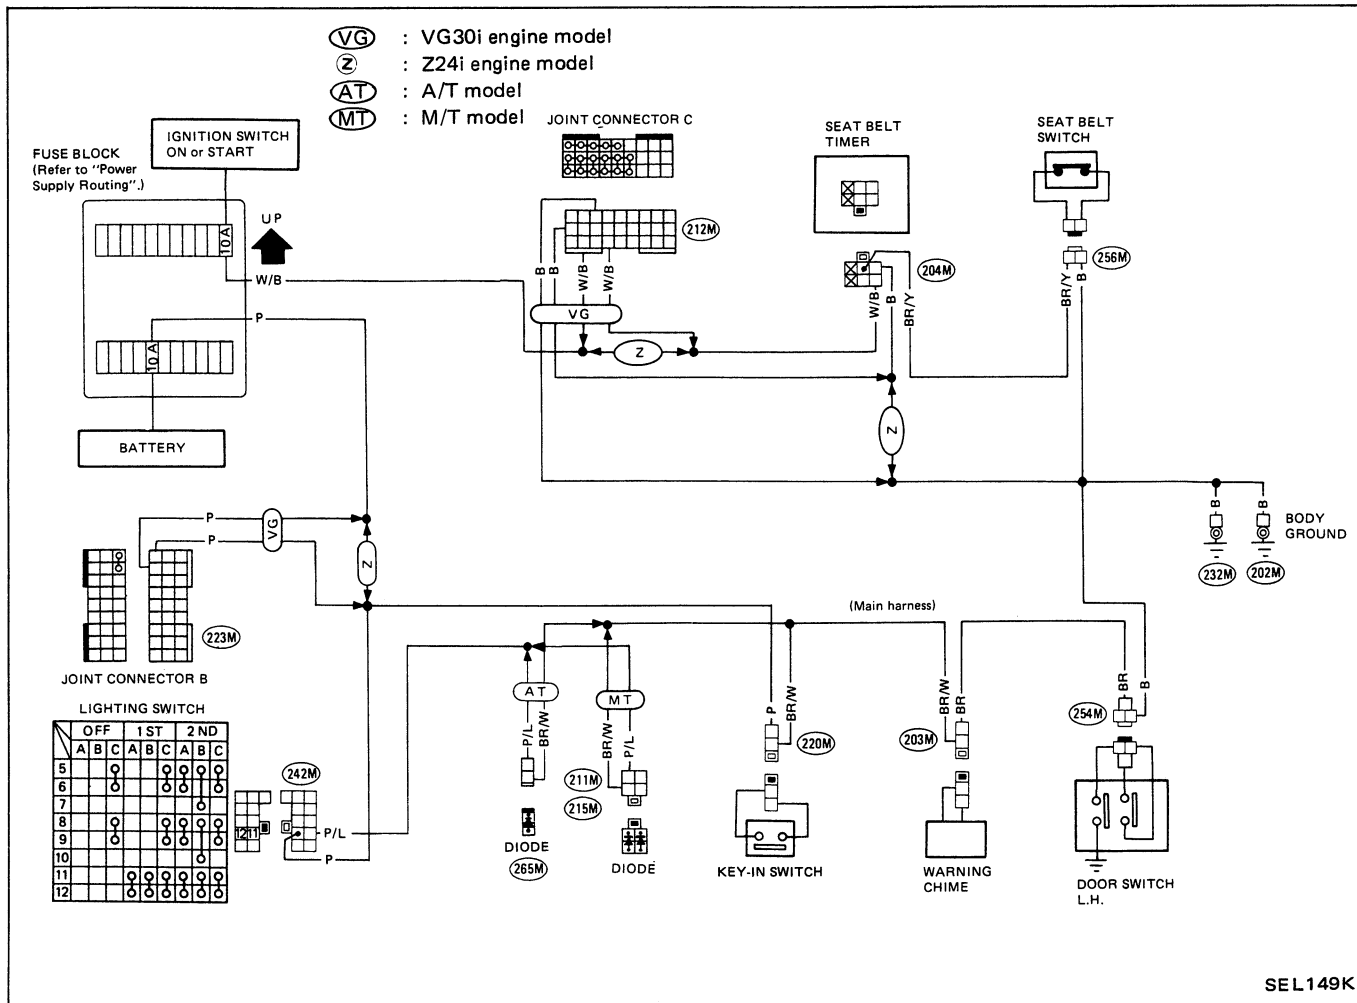 VG : VG30i engine model
Z : Z24i engine model
AT : A/T model
MT : M/T model
JOINT CONNECTOR C
SEAT BELT
TIMER
SEAT BELT
SWITCH
IGNITION SWITCH
ON or START
FUSE BLOCK
(Refer to "Power
Supply Routing".)
UP
10A
W/B
P
10A
BATTERY
212M
B
B
W/B
W/B
VG
Z
204M
W/B
B
BR/Y
256M
BR/Y
B
Z
B
B
BODY
GROUND
232M
202M
P
P
VG
Z
223M
JOINT CONNECTOR B
(Main harness)
LIGHTING SWITCH
OFF 1ST 2ND
A B C A B C A B C
5
6
7
8
9
10
11
12
242M
12 11
P/L
P
AT
P/L
BR/W
DIODE
265M
MT
BR/W
P/L
211M
215M
DIODE
P
BR/W
220M
KEY-IN SWITCH
BR/W
BR
203M
WARNING
CHIME
BR
B
254M
DOOR SWITCH
L.H.
SEL149K